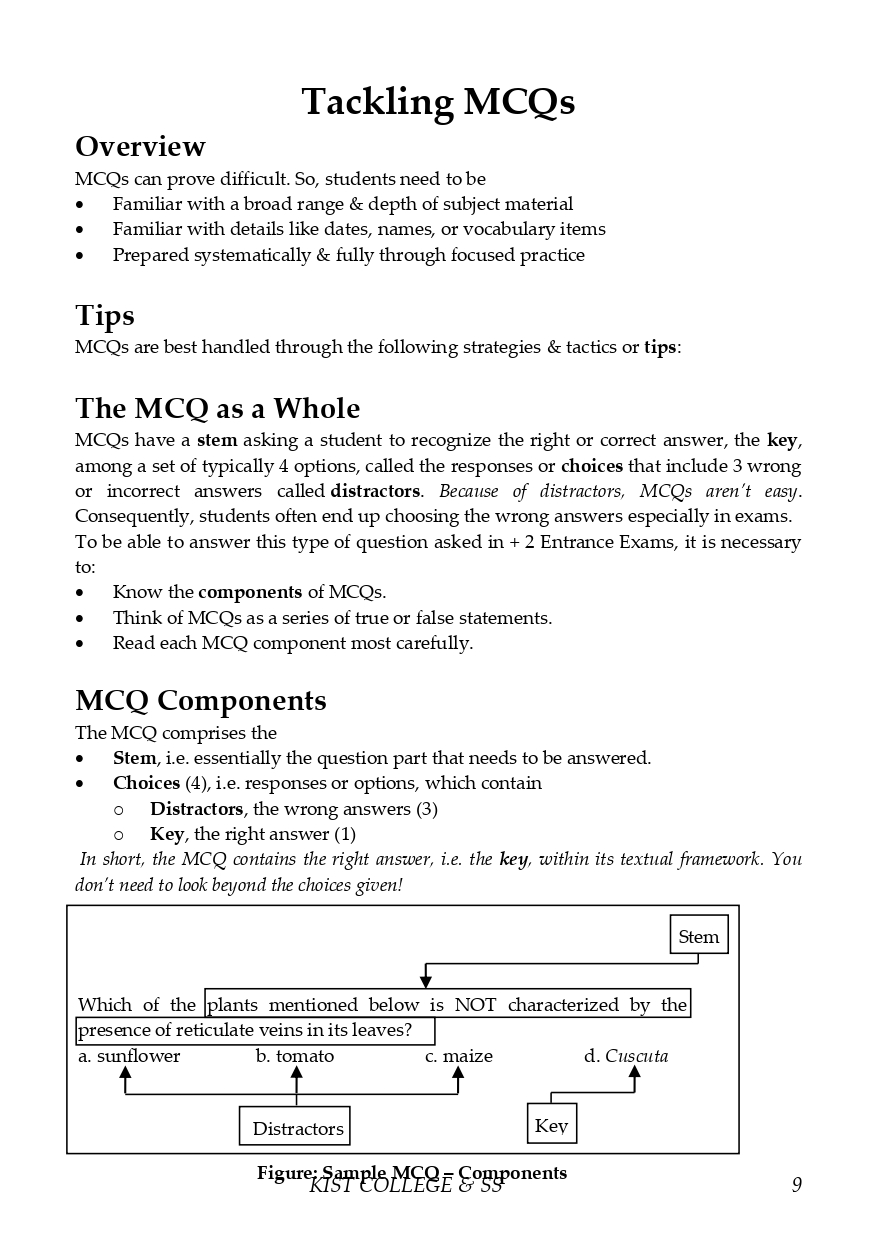 Tackling MCQs
Overview
MCQs can prove difficult. So, students need to be
• Familiar with a broad range & depth of subject material
• Familiar with details like dates, names, or vocabulary items
• Prepared systematically & fully through focused practice
Tips
MCQs are best handled through the following strategies & tactics or tips:
The MCQ as a Whole
MCQs have a stem asking a student to recognize the right or correct answer, the key,
among a set of typically 4 options, called the responses or choices that include 3 wrong
or incorrect answers called distractors. Because of distractors, MCQs aren't easy.
Consequently, students often end up choosing the wrong answers especially in exams.
To be able to answer this type of question asked in + 2 Entrance Exams, it is necessary
to:
• Know the components of MCQs.
• Think of MCQs as a series of true or false statements.
• Read each MCQ component most carefully.
MCQ Components
The MCQ comprises the
• Stem, i.e. essentially the question part that needs to be answered.
• Choices (4), i.e. responses or options, which contain
o Distractors, the wrong answers (3)
o Key, the right answer (1)
In short, the MCQ contains the right answer, i.e. the key, within its textual framework. You
don't need to look beyond the choices given!
Stem
Which of the plants mentioned below is NOT characterized by the
presence of reticulate veins in its leaves?
a. sunflower b. tomato c. maize d. Cuscuta
Distractors Key
Figure: Sample MCQ – Components
KIST COLLEGE & SS 9